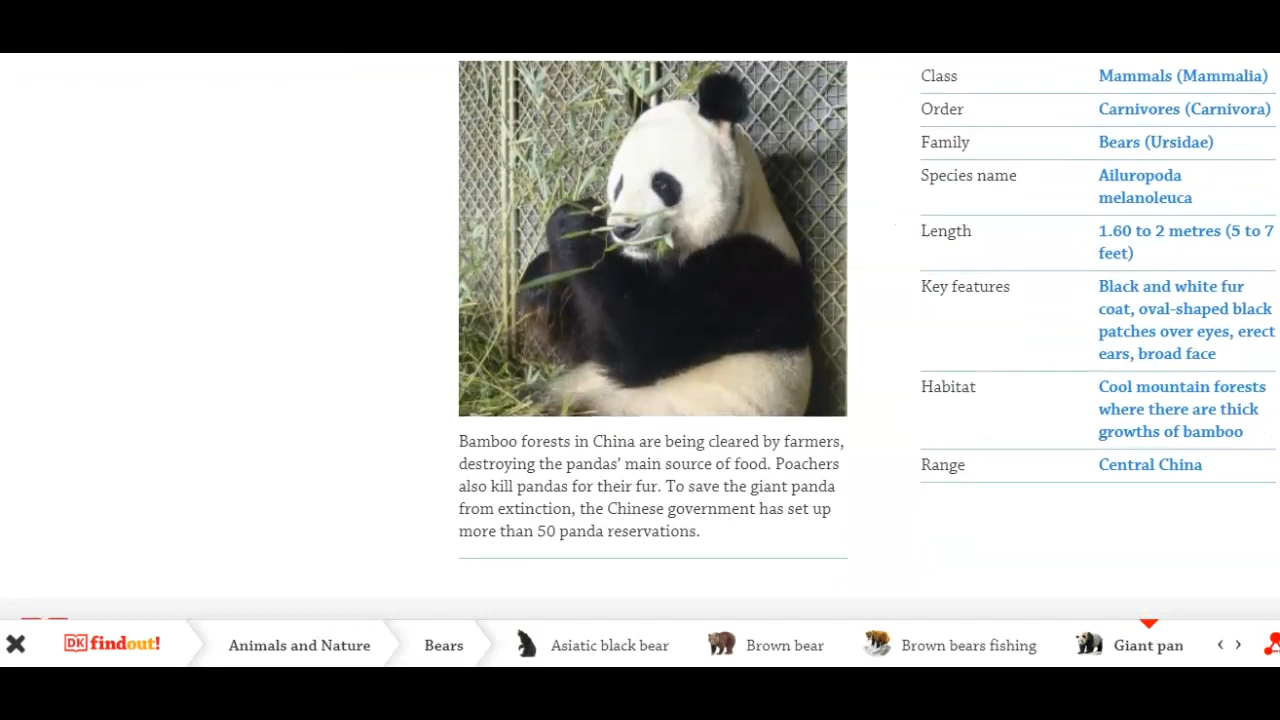 Class Mammals (Mammalia)
Order Carnivores (Carnivora)
Family Bears (Ursidae)
Species name Ailuropoda
melanoleuca
Length 1.60 to 2 metres (5 to 7
feet)
Key features Black and white fur
coat, oval-shaped black
patches over eyes, erect
ears, broad face
Habitat Cool mountain forests
where there are thick
growths of bamboo
Range Central China
Bamboo forests in China are being cleared by farmers,
destroying the pandas’ main source of food. Poachers
also kill pandas for their fur. To save the giant panda
from extinction, the Chinese government has set up
more than 50 panda reservations.
DK findout! Animals and Nature Bears Asiatic black bear Brown bear Brown bears fishing Giant pan